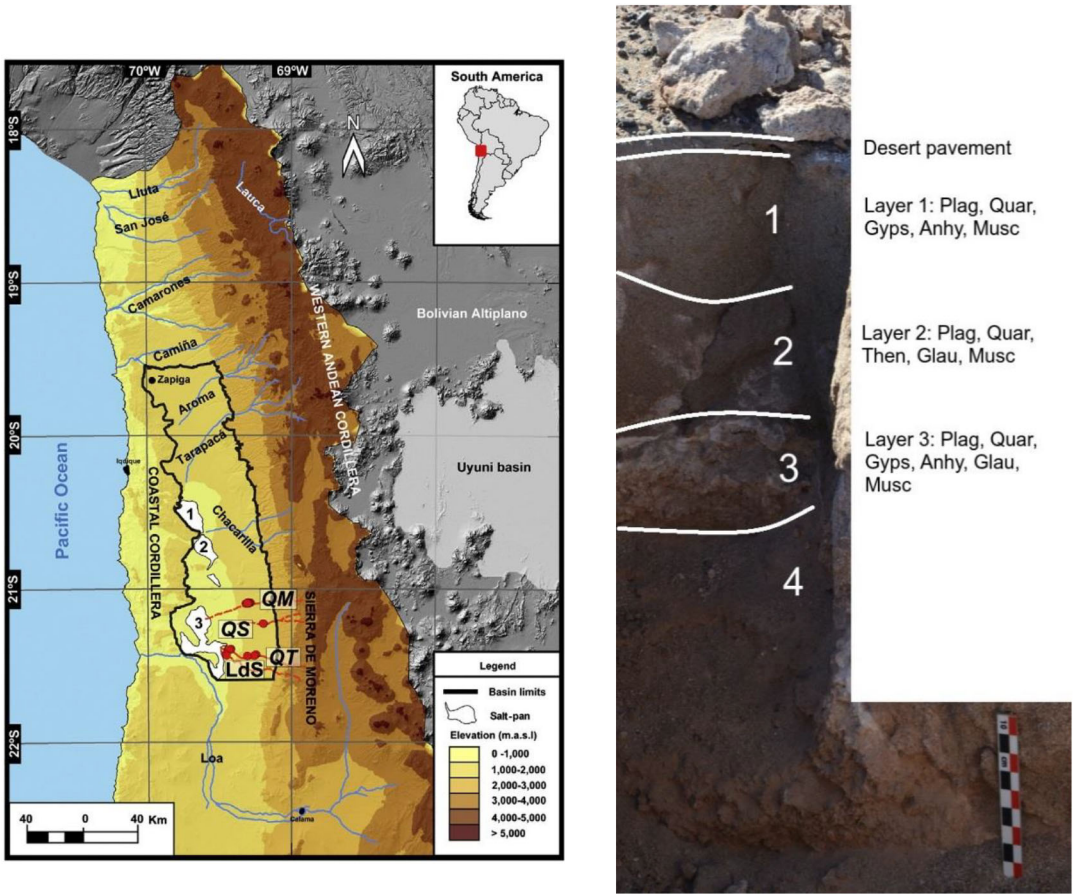 70°W
69°W
South America
18°S
N
Lluta
Lauca
San José
19°S
Camarones
WESTERN ANDEAN CORDILLERA
Bolivian Altiplano
Camiña
Zapiga
Aroma
20°S
Tarapacá
Pacific Ocean
Iquique
COASTAL CORDILLERA
Uyuni basin
1
Chacarilla
2
21°S
QM
3
QS
SIERRA DE MORENO
QT
LdS
Legend
Basin limits
Salt-pan
Elevation (m.a.s.l)
0 -1,000
1,000-2,000
2,000-3,000
3,000-4,000
4,000-5,000
> 5,000
22°S
Loa
Calama
40 0 40 Km
Desert pavement
1
Layer 1: Plag, Quar,
Gyps, Anhy, Musc
2
Layer 2: Plag, Quar,
Then, Glau, Musc
3
Layer 3: Plag, Quar,
Gyps, Anhy, Glau,
Musc
4
10
cm